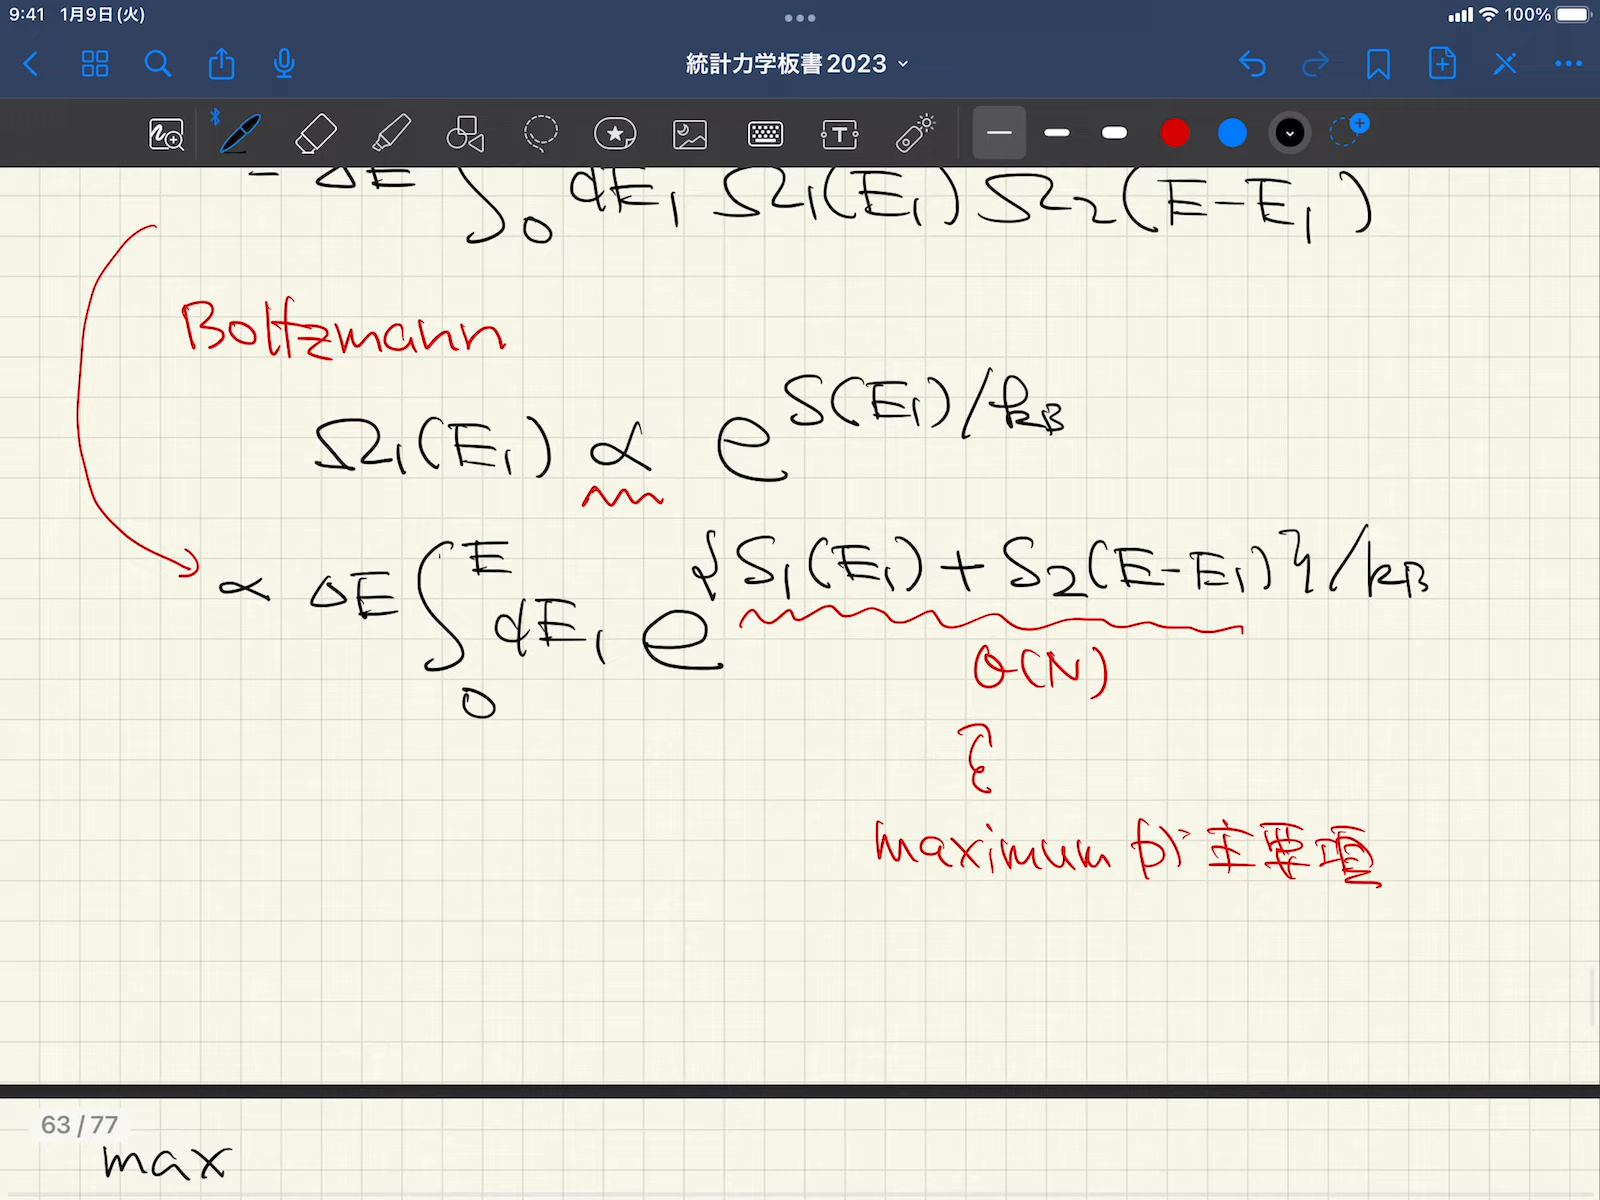 9:41 1月9日(火) 100%
統計力学板書2023
= ΔE ∫₀ dE₁ Ω₁(E₁) Ω₂(E−E₁)
Boltzmann
Ω₁(E₁) ∝ e^{S(E₁)/k_B}
∝ ΔE ∫₀^E dE₁ e^{{S₁(E₁)+S₂(E−E₁)}/k_B}
O(N)
maximum が 主要項
63 / 77
max